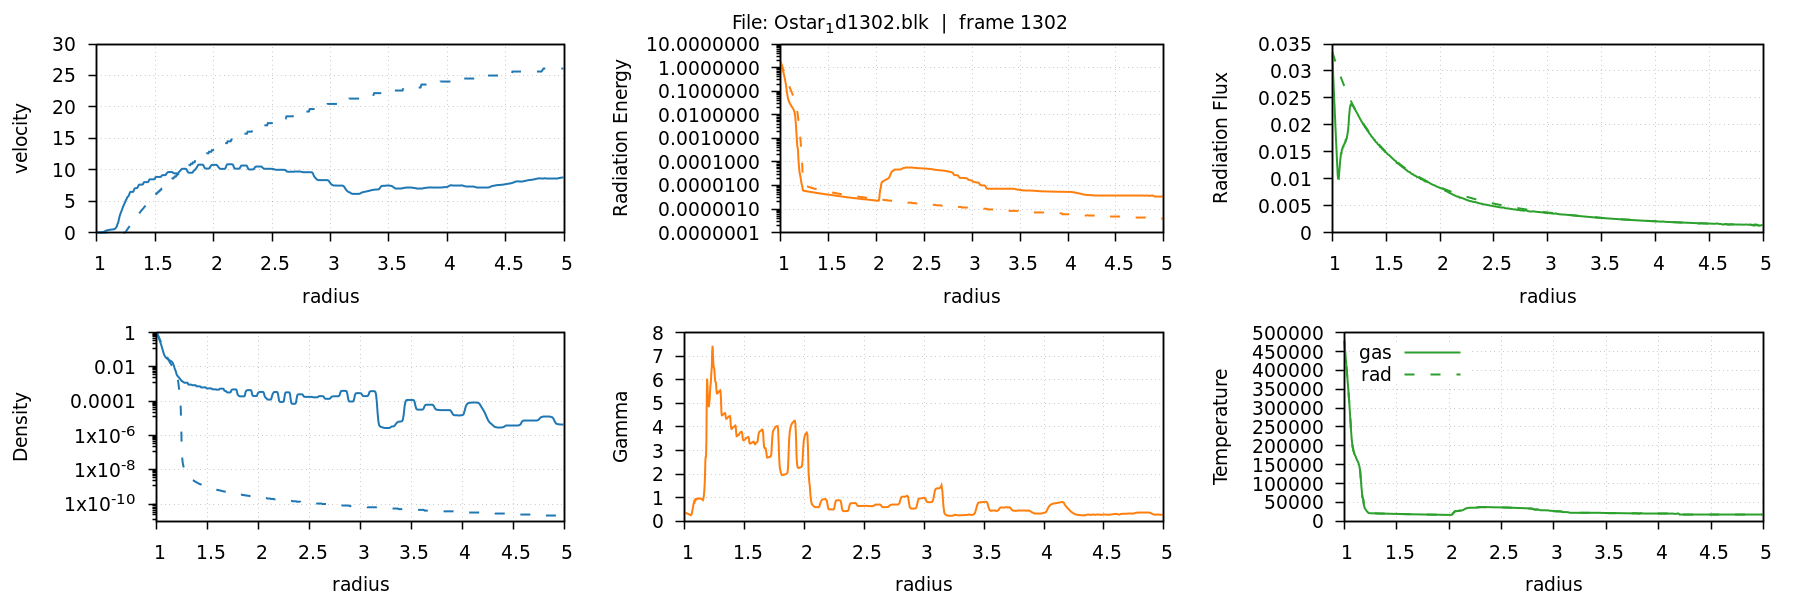 File: Ostar₁d1302.blk | frame 1302
velocity
30
25
20
15
10
5
0
1 1.5 2 2.5 3 3.5 4 4.5 5
radius
Radiation Energy
10.0000000
1.0000000
0.1000000
0.0100000
0.0010000
0.0001000
0.0000100
0.0000010
0.0000001
1 1.5 2 2.5 3 3.5 4 4.5 5
radius
Radiation Flux
0.035
0.03
0.025
0.02
0.015
0.01
0.005
0
1 1.5 2 2.5 3 3.5 4 4.5 5
radius
Density
1
0.01
0.0001
1x10⁻⁶
1x10⁻⁸
1x10⁻¹⁰
1 1.5 2 2.5 3 3.5 4 4.5 5
radius
Gamma
8
7
6
5
4
3
2
1
0
1 1.5 2 2.5 3 3.5 4 4.5 5
radius
Temperature
500000
450000
400000
350000
300000
250000
200000
150000
100000
50000
0
gas
rad
1 1.5 2 2.5 3 3.5 4 4.5 5
radius